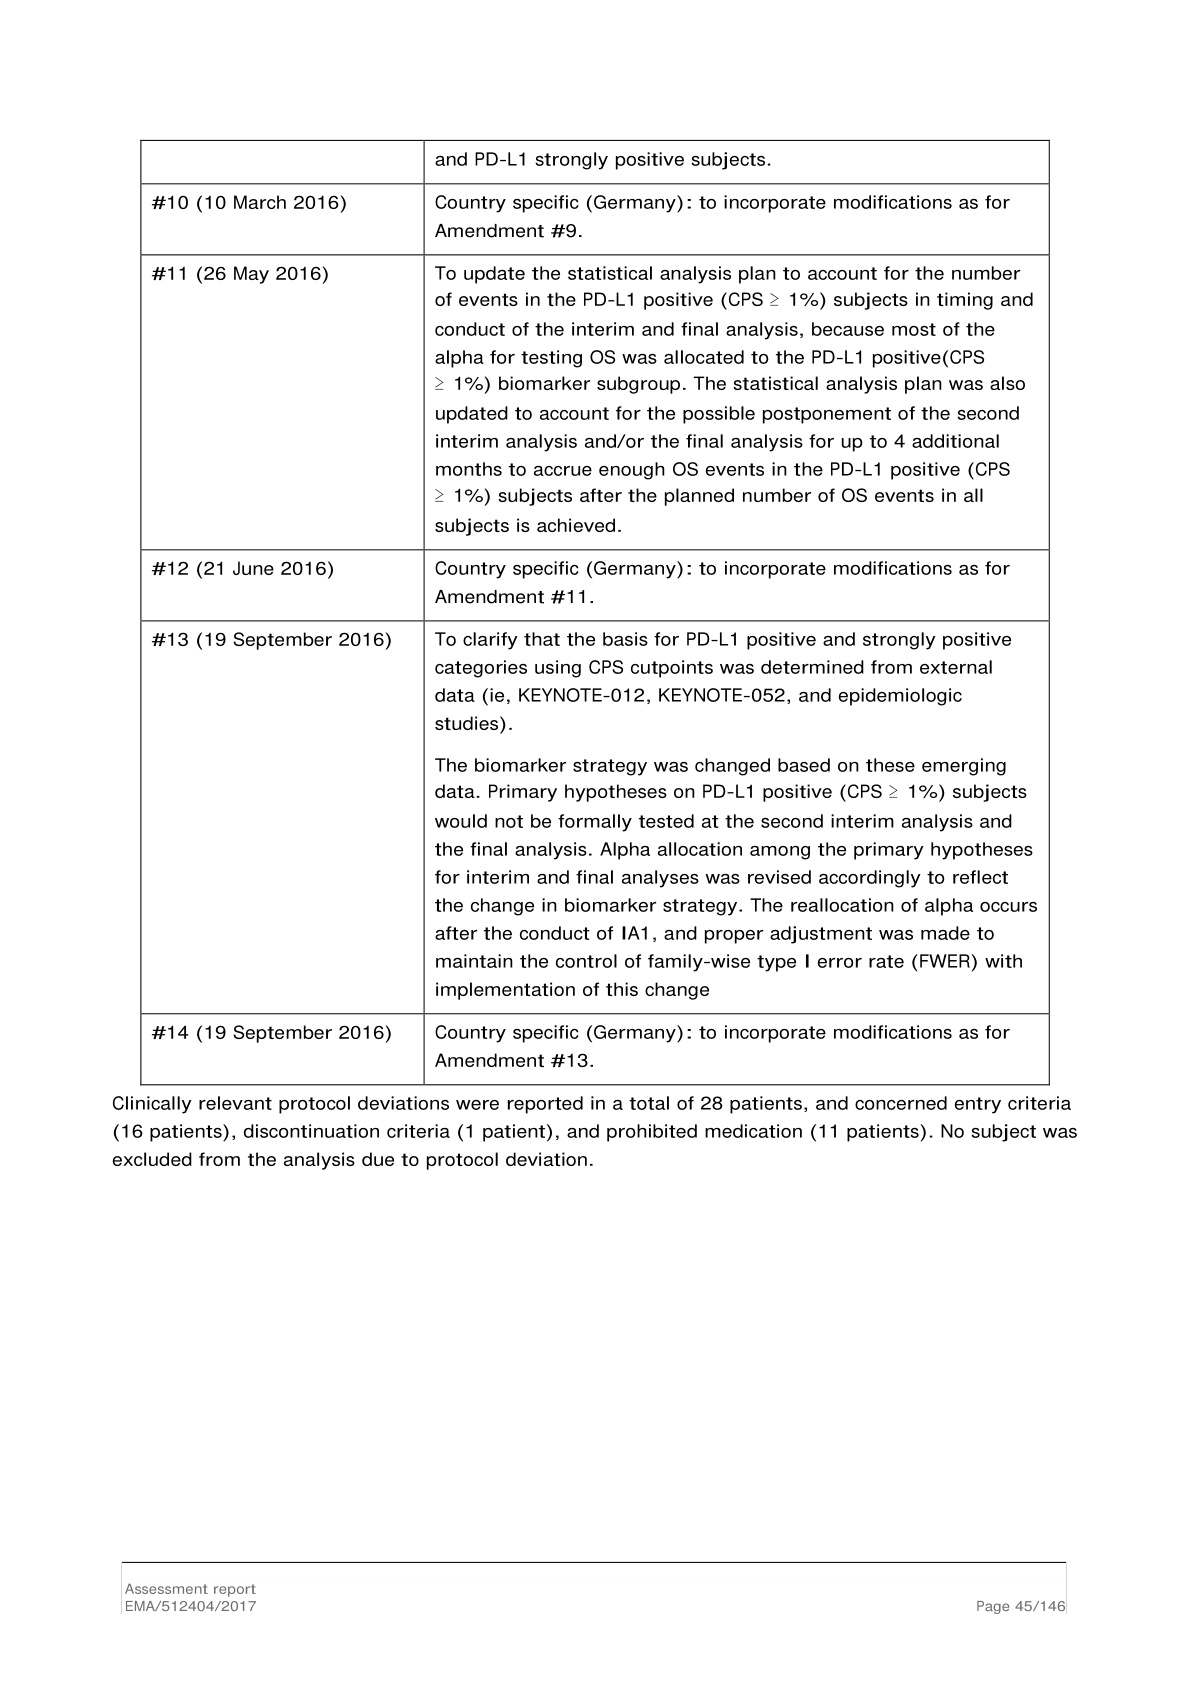 and PD-L1 strongly positive subjects.
#10 (10 March 2016)
Country specific (Germany): to incorporate modifications as for
Amendment #9.
#11 (26 May 2016)
To update the statistical analysis plan to account for the number
of events in the PD-L1 positive (CPS ≥ 1%) subjects in timing and
conduct of the interim and final analysis, because most of the
alpha for testing OS was allocated to the PD-L1 positive(CPS
≥ 1%) biomarker subgroup. The statistical analysis plan was also
updated to account for the possible postponement of the second
interim analysis and/or the final analysis for up to 4 additional
months to accrue enough OS events in the PD-L1 positive (CPS
≥ 1%) subjects after the planned number of OS events in all
subjects is achieved.
#12 (21 June 2016)
Country specific (Germany): to incorporate modifications as for
Amendment #11.
#13 (19 September 2016)
To clarify that the basis for PD-L1 positive and strongly positive
categories using CPS cutpoints was determined from external
data (ie, KEYNOTE-012, KEYNOTE-052, and epidemiologic
studies).
The biomarker strategy was changed based on these emerging
data. Primary hypotheses on PD-L1 positive (CPS ≥ 1%) subjects
would not be formally tested at the second interim analysis and
the final analysis. Alpha allocation among the primary hypotheses
for interim and final analyses was revised accordingly to reflect
the change in biomarker strategy. The reallocation of alpha occurs
after the conduct of IA1, and proper adjustment was made to
maintain the control of family-wise type I error rate (FWER) with
implementation of this change
#14 (19 September 2016)
Country specific (Germany): to incorporate modifications as for
Amendment #13.
Clinically relevant protocol deviations were reported in a total of 28 patients, and concerned entry criteria
(16 patients), discontinuation criteria (1 patient), and prohibited medication (11 patients). No subject was
excluded from the analysis due to protocol deviation.
Assessment report
EMA/512404/2017
Page 45/146